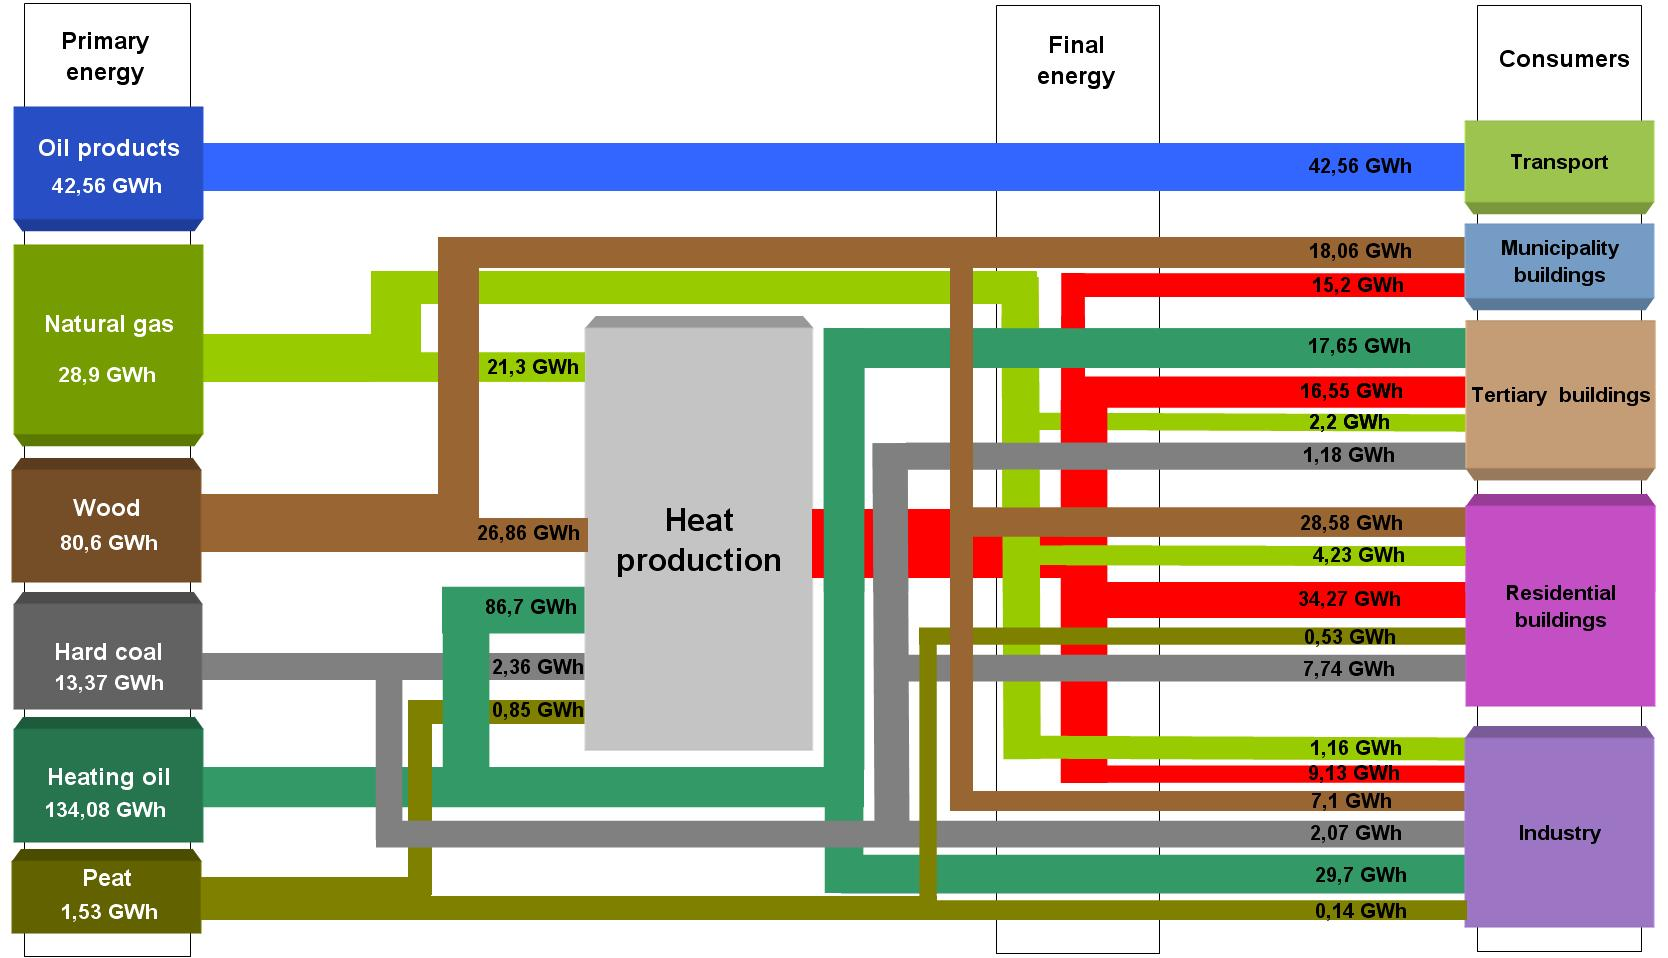 Primary
energy
Final
energy
Consumers
Oil products
42,56 GWh
42,56 GWh
Transport
Natural gas
28,9 GWh
21,3 GWh
18,06 GWh
15,2 GWh
Municipality
buildings
17,65 GWh
16,55 GWh
2,2 GWh
1,18 GWh
Tertiary buildings
Wood
80,6 GWh
26,86 GWh
Heat
production
28,58 GWh
4,23 GWh
34,27 GWh
0,53 GWh
7,74 GWh
Residential
buildings
86,7 GWh
Hard coal
13,37 GWh
2,36 GWh
0,85 GWh
Heating oil
134,08 GWh
1,16 GWh
9,13 GWh
7,1 GWh
2,07 GWh
29,7 GWh
0,14 GWh
Industry
Peat
1,53 GWh